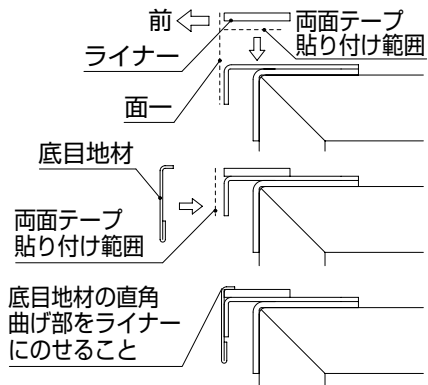 前
両面テープ
貼り付け範囲
ライナー
面一
底目地材
両面テープ
貼り付け範囲
底目地材の直角
曲げ部をライナー
にのせること